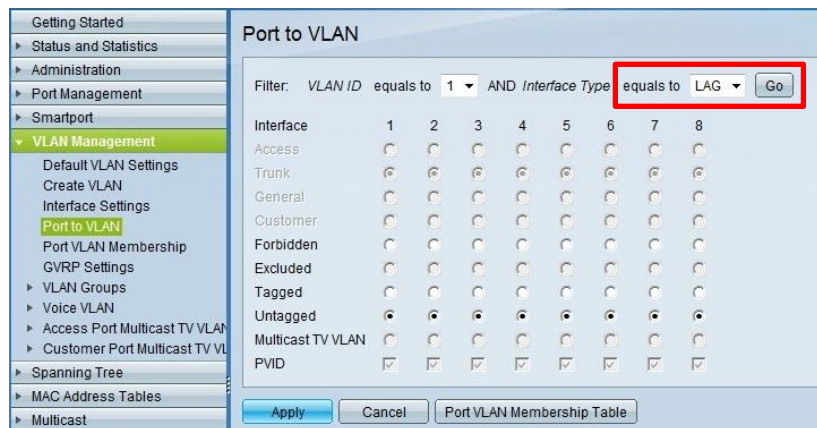 Getting Started
Status and Statistics
Administration
Port Management
Smartport
VLAN Management
Default VLAN Settings
Create VLAN
Interface Settings
Port to VLAN
Port VLAN Membership
GVRP Settings
VLAN Groups
Voice VLAN
Access Port Multicast TV VLAN
Customer Port Multicast TV VL
Spanning Tree
MAC Address Tables
Multicast
Port to VLAN
Filter: VLAN ID equals to 1 AND Interface Type equals to LAG Go
Interface 1 2 3 4 5 6 7 8
Access
Trunk
General
Customer
Forbidden
Excluded
Tagged
Untagged
Multicast TV VLAN
PVID
Apply Cancel Port VLAN Membership Table